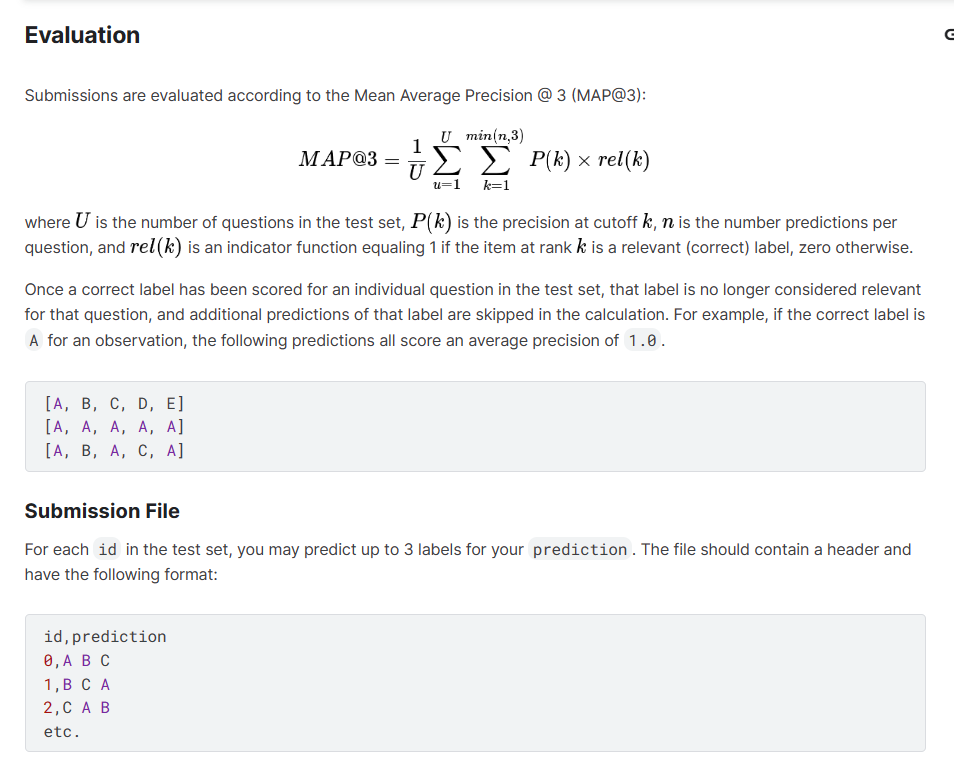 Evaluation
Submissions are evaluated according to the Mean Average Precision @ 3 (MAP@3):
MAP@3 = \frac{1}{U} \sum_{u=1}^{U} \sum_{k=1}^{min(n,3)} P(k) × rel(k)
where U is the number of questions in the test set, P(k) is the precision at cutoff k, n is the number predictions per
question, and rel(k) is an indicator function equaling 1 if the item at rank k is a relevant (correct) label, zero otherwise.
Once a correct label has been scored for an individual question in the test set, that label is no longer considered relevant
for that question, and additional predictions of that label are skipped in the calculation. For example, if the correct label is
A for an observation, the following predictions all score an average precision of 1.0.
[A, B, C, D, E]
[A, A, A, A, A]
[A, B, A, C, A]
Submission File
For each id in the test set, you may predict up to 3 labels for your prediction. The file should contain a header and
have the following format:
id,prediction
0,A B C
1,B C A
2,C A B
etc.